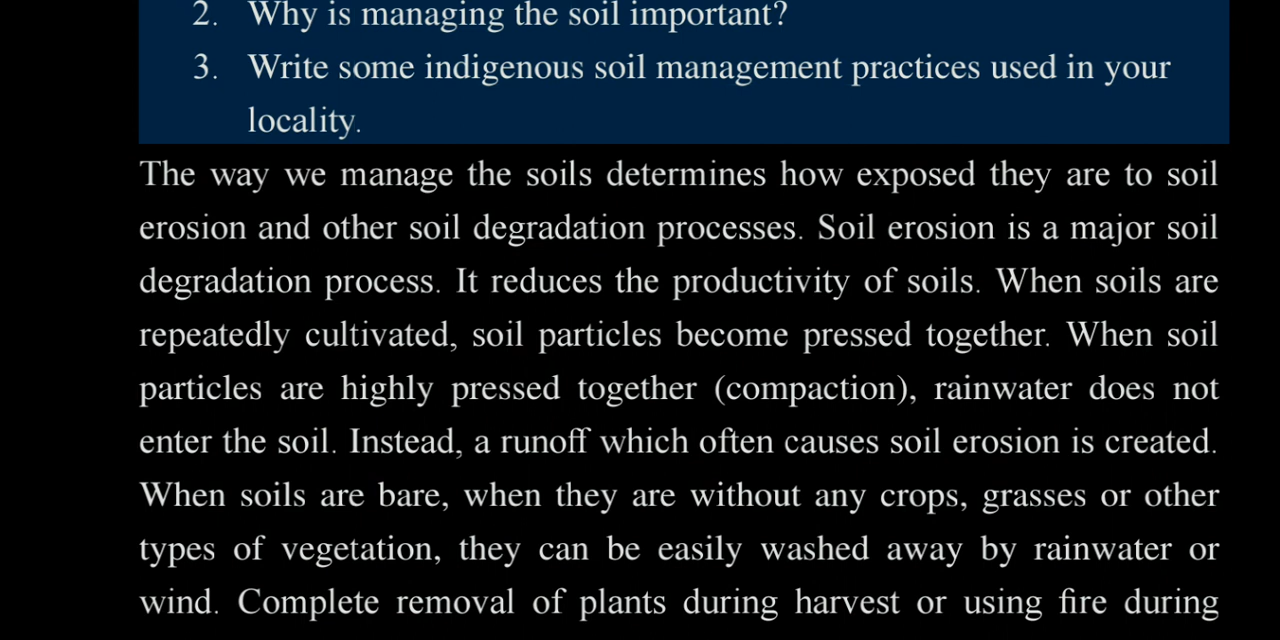 2. Why is managing the soil important?
3. Write some indigenous soil management practices used in your
locality.
The way we manage the soils determines how exposed they are to soil
erosion and other soil degradation processes. Soil erosion is a major soil
degradation process. It reduces the productivity of soils. When soils are
repeatedly cultivated, soil particles become pressed together. When soil
particles are highly pressed together (compaction), rainwater does not
enter the soil. Instead, a runoff which often causes soil erosion is created.
When soils are bare, when they are without any crops, grasses or other
types of vegetation, they can be easily washed away by rainwater or
wind. Complete removal of plants during harvest or using fire during